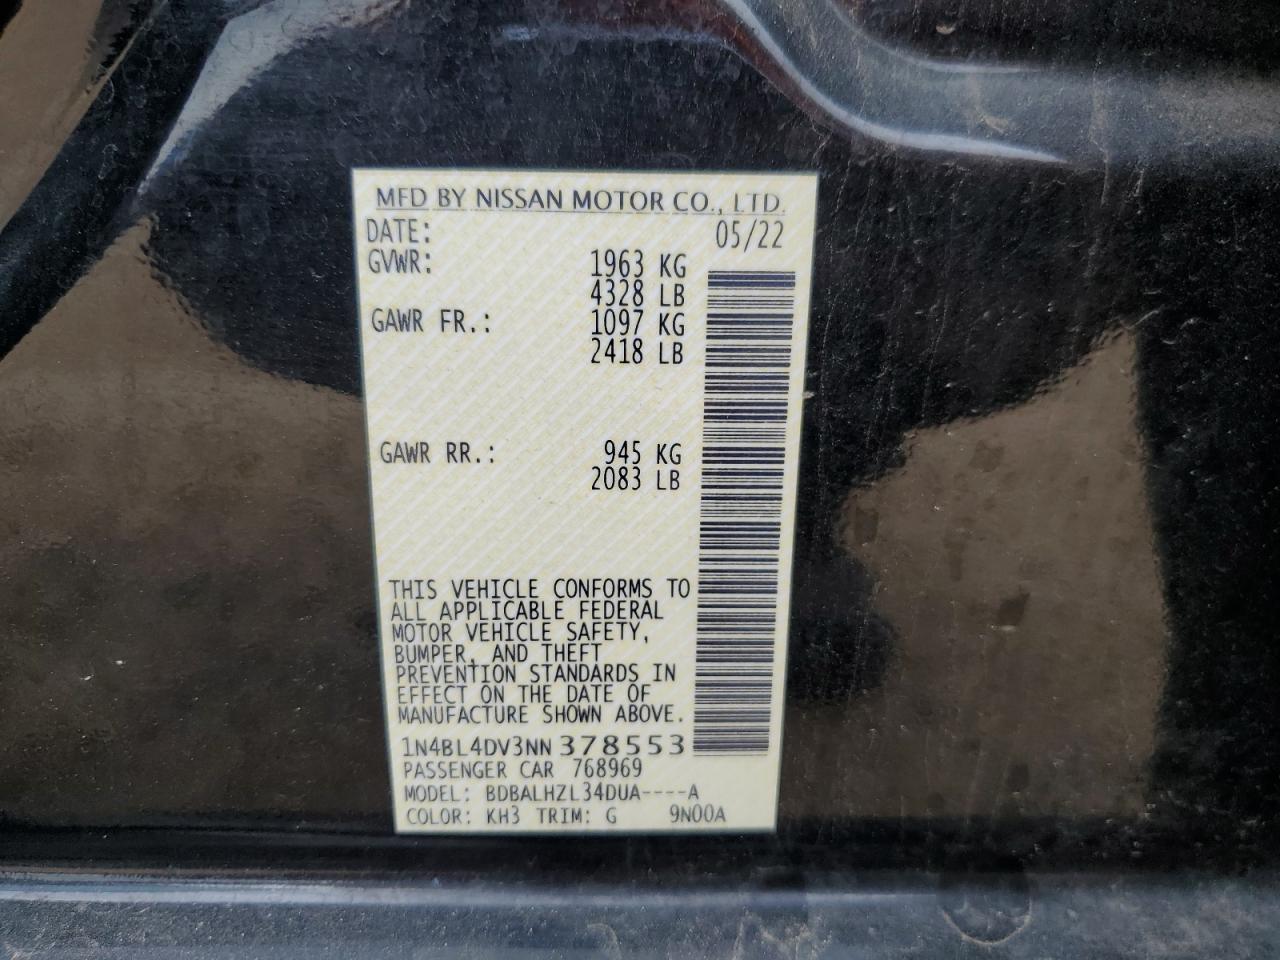 MFD BY NISSAN MOTOR CO., LTD.
DATE: 05/22
GVWR: 1963 KG
4328 LB
GAWR FR.: 1097 KG
2418 LB
GAWR RR.: 945 KG
2083 LB
THIS VEHICLE CONFORMS TO
ALL APPLICABLE FEDERAL
MOTOR VEHICLE SAFETY,
BUMPER, AND THEFT
PREVENTION STANDARDS IN
EFFECT ON THE DATE OF
MANUFACTURE SHOWN ABOVE.
1N4BL4DV3NN378553
PASSENGER CAR 768969
MODEL: BDBALHZL34DUA----A
COLOR: KH3 TRIM: G 9N00A